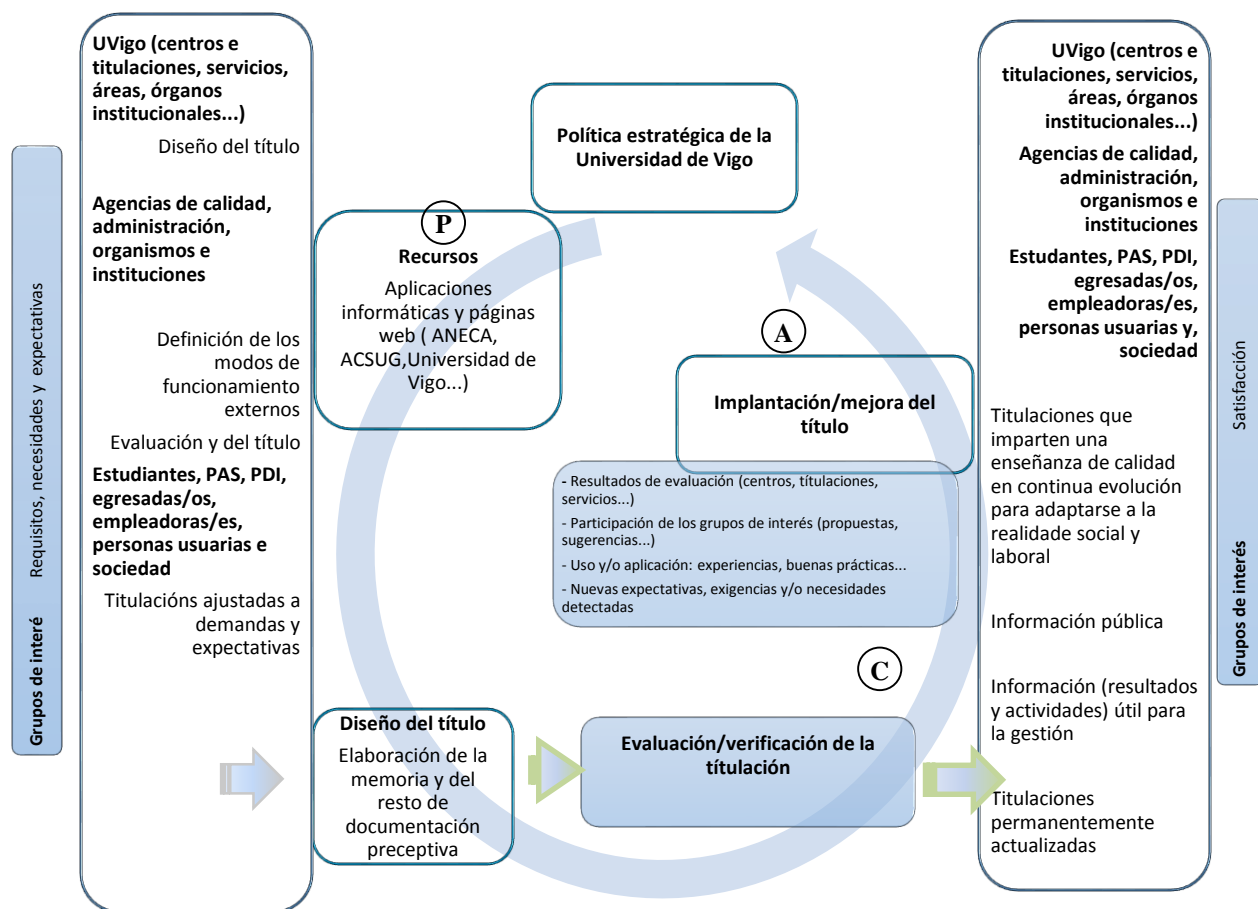 Grupos de interé Requisitos, necesidades y expectativas
UVigo (centros e
titulaciones, servicios,
áreas, órganos
institucionales...)
Diseño del título
Agencias de calidad,
administración,
organismos e
instituciones
Definición de los
modos de
funcionamiento
externos
Evaluación y del título
Estudiantes, PAS, PDI,
egresadas/os,
empleadoras/es,
personas usuarias e
sociedad
Titulacións ajustadas a
demandas y
expectativas
Política estratégica de la
Universidad de Vigo
P
Recursos
Aplicaciones
informáticas y páginas
web ( ANECA,
ACSUG,Universidad de
Vigo...)
A
Implantación/mejora del
título
- Resultados de evaluación (centros, títulaciones,
servicios...)
- Participación de los grupos de interés (propuestas,
sugerencias...)
- Uso y/o aplicación: experiencias, buenas prácticas...
- Nuevas expectativas, exigencias y/o necesidades
detectadas
C
Diseño del título
Elaboración de la
memoria y del
resto de
documentación
preceptiva
Evaluación/verificación de la
títulación
UVigo (centros e
titulaciones, servicios,
áreas, órganos
institucionales...)
Agencias de calidad,
administración,
organismos e
instituciones
Estudiantes, PAS, PDI,
egresadas/os,
empleadoras/es,
personas usuarias y,
sociedad
Titulaciones que
imparten una
enseñanza de calidad
en continua evolución
para adaptarse a la
realidade social y
laboral
Información pública
Información (resultados
y actividades) útil para
la gestión
Titulaciones
permanentemente
actualizadas
Grupos de interés Satisfacción